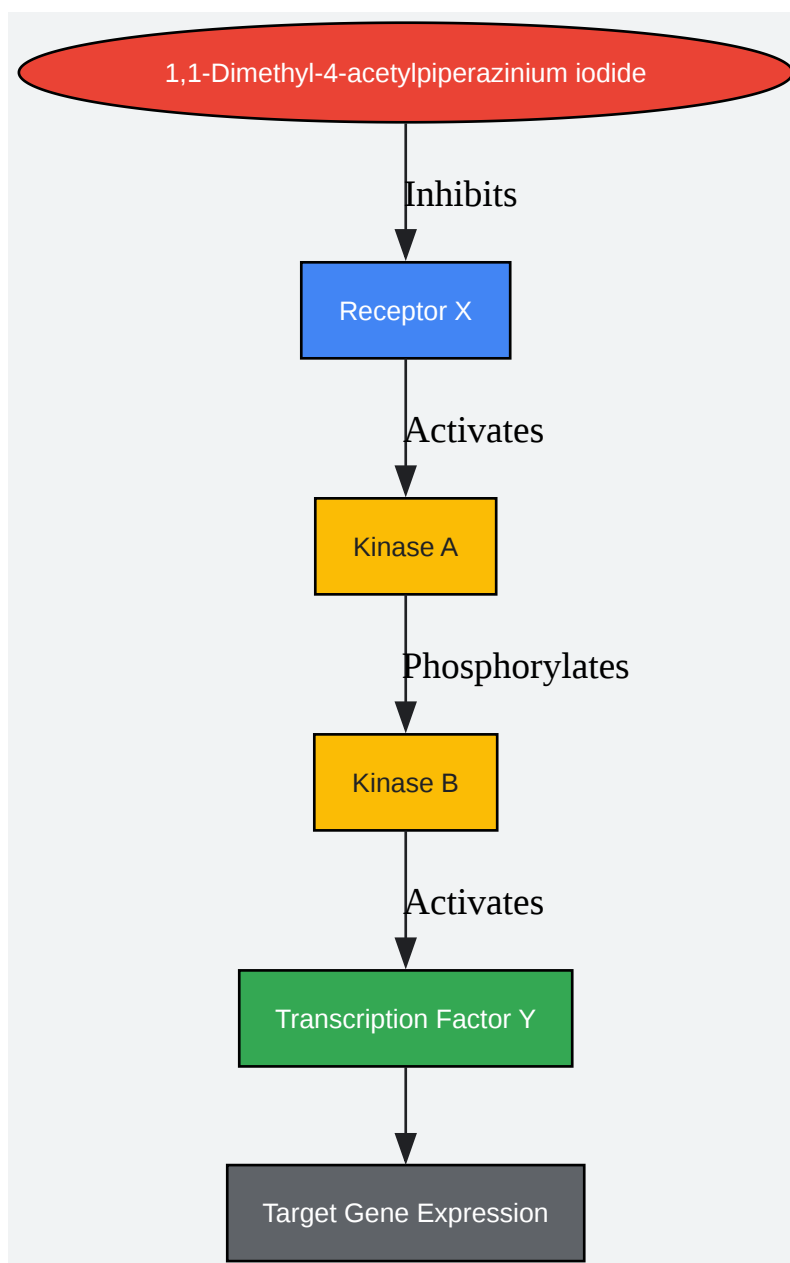 1,1-Dimethyl-4-acetylpiperazinium iodide
Inhibits
Receptor X
Activates
Kinase A
Phosphorylates
Kinase B
Activates
Transcription Factor Y
Target Gene Expression